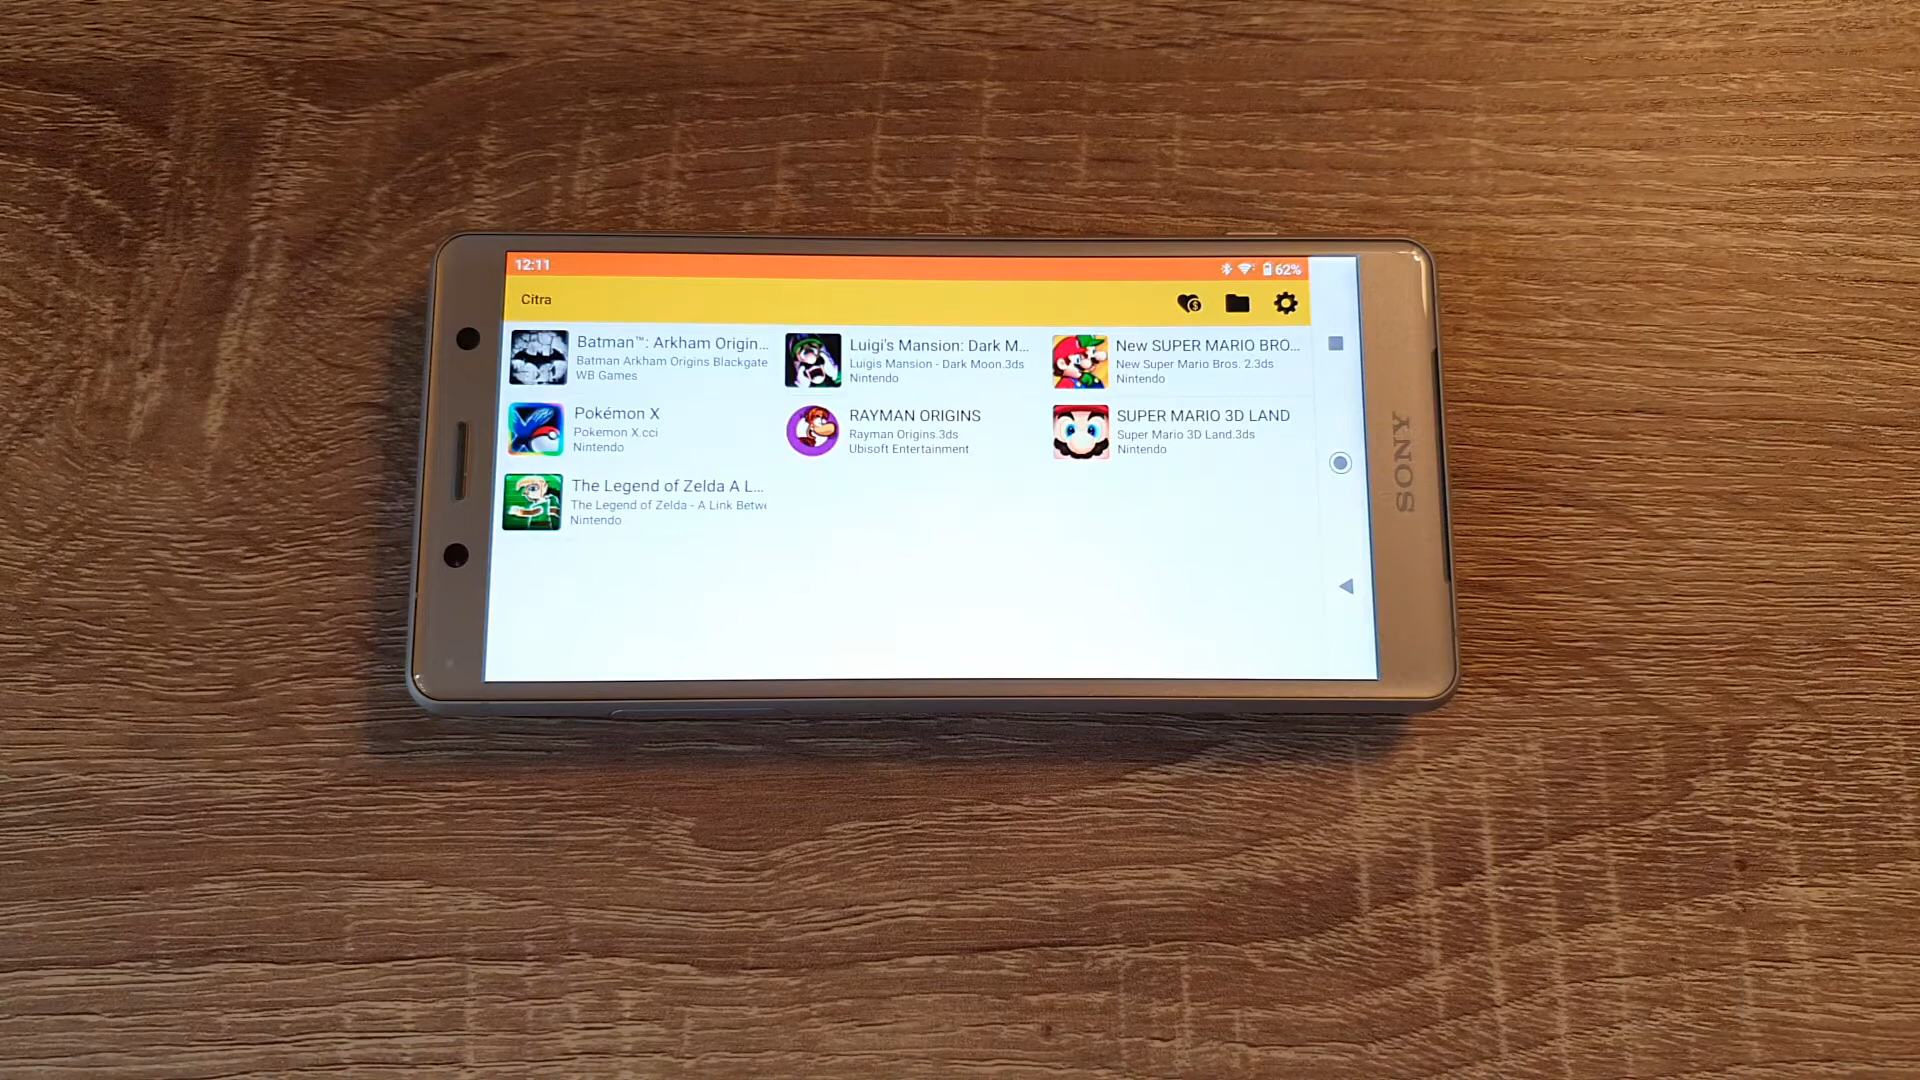 12:11
62%
Citra
Batman™: Arkham Origin...
Batman Arkham Origins Blackgate
WB Games
Luigi's Mansion: Dark M...
Luigis Mansion - Dark Moon.3ds
Nintendo
New SUPER MARIO BRO...
New Super Mario Bros. 2.3ds
Nintendo
Pokémon X
Pokemon X.cci
Nintendo
RAYMAN ORIGINS
Rayman Origins.3ds
Ubisoft Entertainment
SUPER MARIO 3D LAND
Super Mario 3D Land.3ds
Nintendo
The Legend of Zelda A L...
The Legend of Zelda - A Link Betwe
Nintendo
SONY